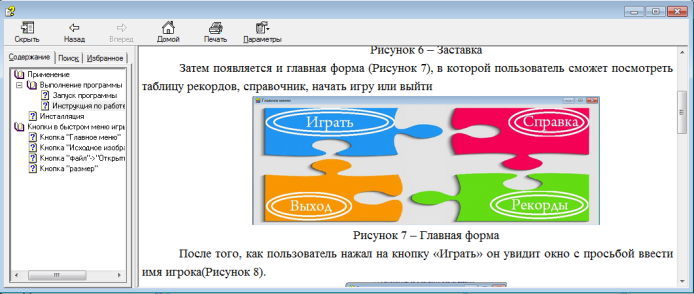 Скрыть Назад Вперед Домой Печать Параметры
Содержание Поиск Избранное
Применение
Выполнение программы
Запуск программы
Инструкция по работе
Инсталляция
Кнопки в быстром меню игры
Кнопка "Главное меню"
Кнопка "Исходное изобра
Кнопка "Файл"->"Открыт
Кнопка "размер"
Рисунок 6 – Заставка
Затем появляется и главная форма (Рисунок 7), в которой пользователь сможет посмотреть
таблицу рекордов, справочник, начать игру или выйти
Главное меню
Играть Справка
Выход Рекорды
Рисунок 7 – Главная форма
После того, как пользователь нажал на кнопку «Играть» он увидит окно с просьбой ввести
имя игрока(Рисунок 8).